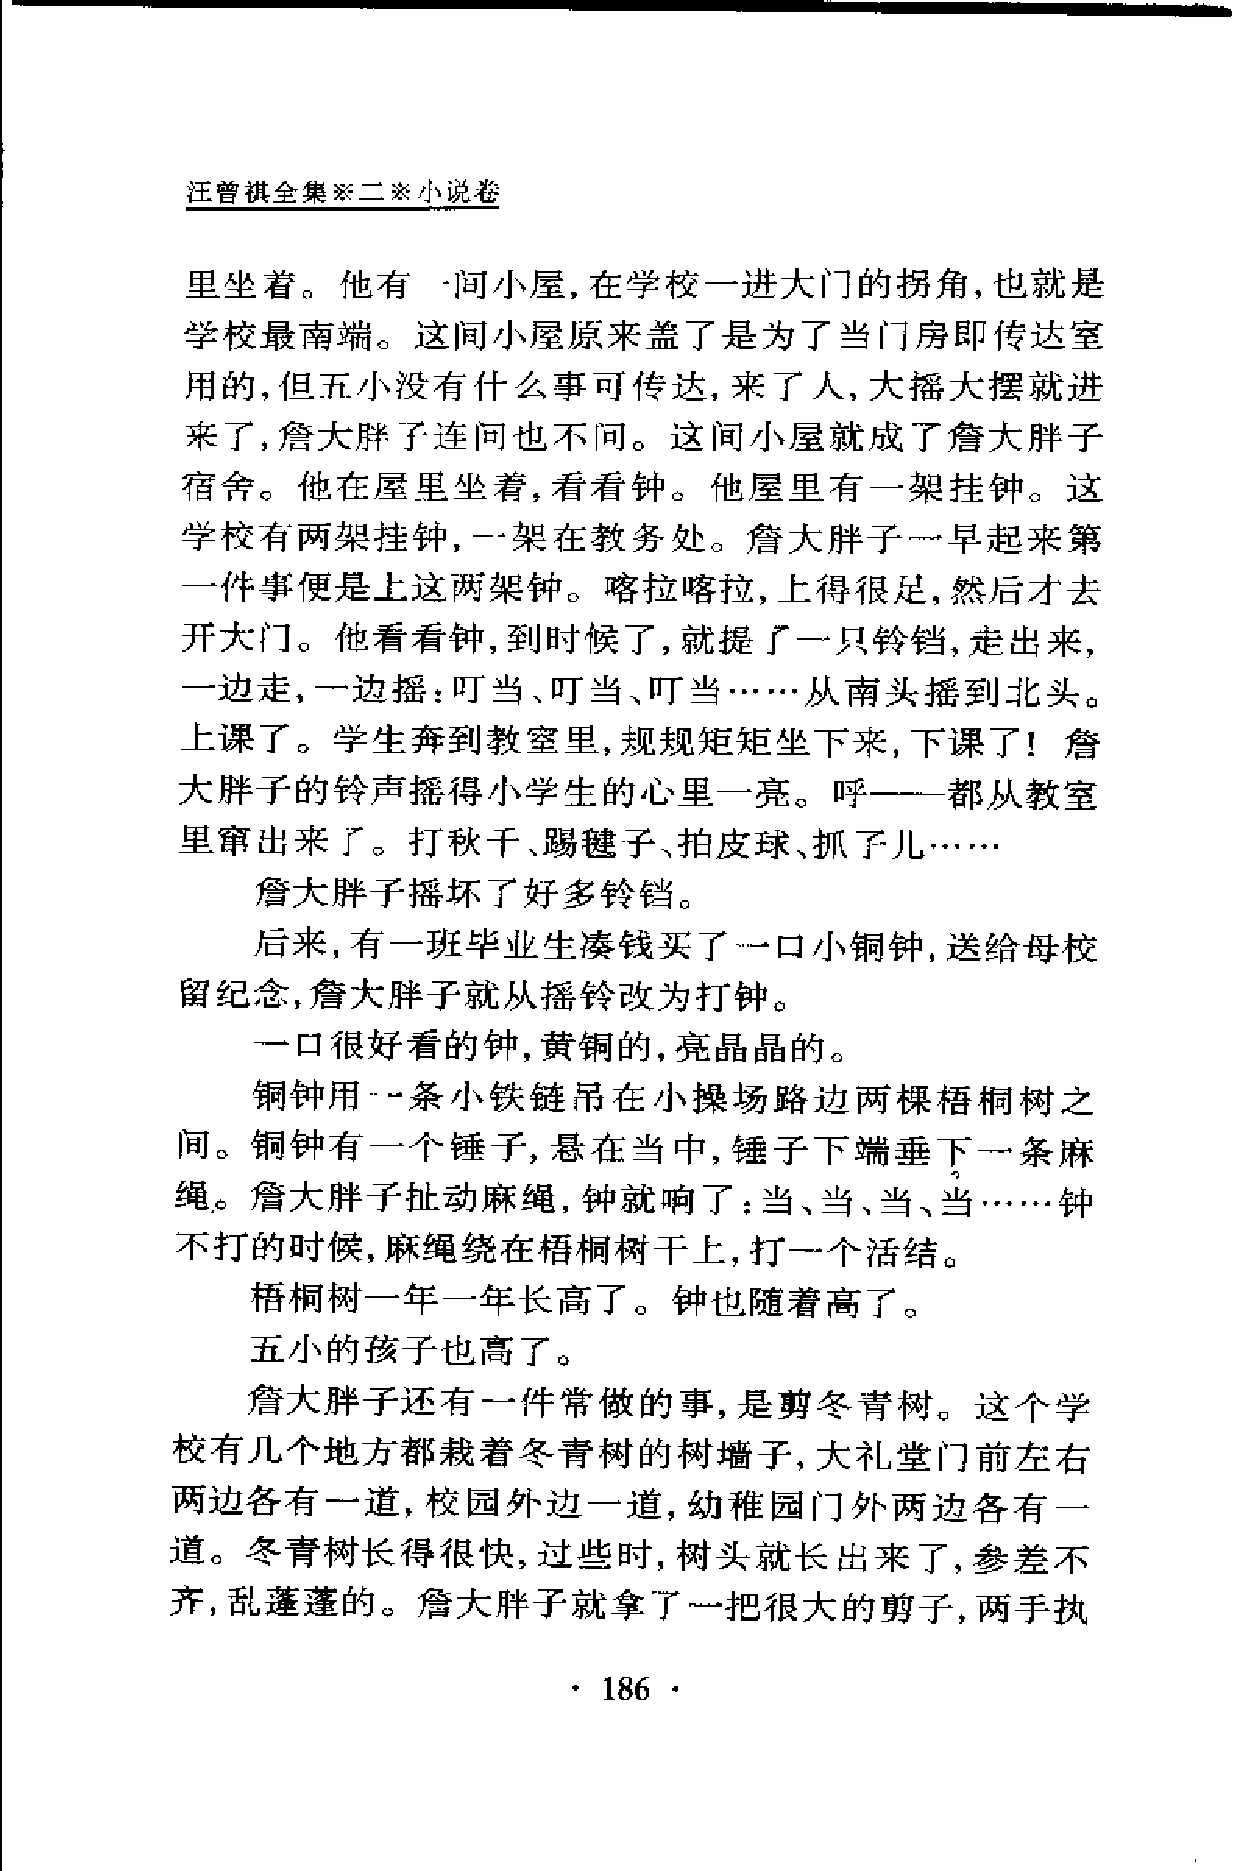 汪曾祺全集※二※小说卷
里坐着。他有一间小屋,在学校一进大门的拐角,也就是
学校最南端。这间小屋原来盖了是为了当门房即传达室
用的,但五小没有什么事可传达,来了人,大摇大摆就进
来了,詹大胖子连问也不问。这间小屋就成了詹大胖子
宿舍。他在屋里坐着,看看钟。他屋里有一架挂钟。这
学校有两架挂钟,一架在教务处。詹大胖子一早起来第
一件事便是上这两架钟。喀拉喀拉,上得很足,然后才去
开大门。他看看钟,到时候了,就提了一只铃铛,走出来,
一边走,一边摇:叮当、叮当、叮当……从南头摇到北头。
上课了。学生奔到教室里,规规矩矩坐下来,下课了! 詹
大胖子的铃声摇得小学生的心里一亮。呼——都从教室
里窜出来了。打秋千、踢毽子、拍皮球、抓子儿……
詹大胖子摇坏了好多铃铛。
后来,有一班毕业生凑钱买了一口小铜钟,送给母校
留纪念,詹大胖子就从摇铃改为打钟。
一口很好看的钟,黄铜的,亮晶晶的。
铜钟用一条小铁链吊在小操场路边两棵梧桐树之
间。铜钟有一个锤子,悬在当中,锤子下端垂下一条麻
绳。詹大胖子扯动麻绳,钟就响了:当、当、当、当……钟
不打的时候,麻绳绕在梧桐树干上,打一个活结。
梧桐树一年一年长高了。钟也随着高了。
五小的孩子也高了。
詹大胖子还有一件常做的事,是剪冬青树。这个学
校有几个地方都栽着冬青树的树墙子,大礼堂门前左右
两边各有一道,校园外边一道,幼稚园门外两边各有一
道。冬青树长得很快,过些时,树头就长出来了,参差不
齐,乱蓬蓬的。詹大胖子就拿了一把很大的剪子,两手执
· 186 ·